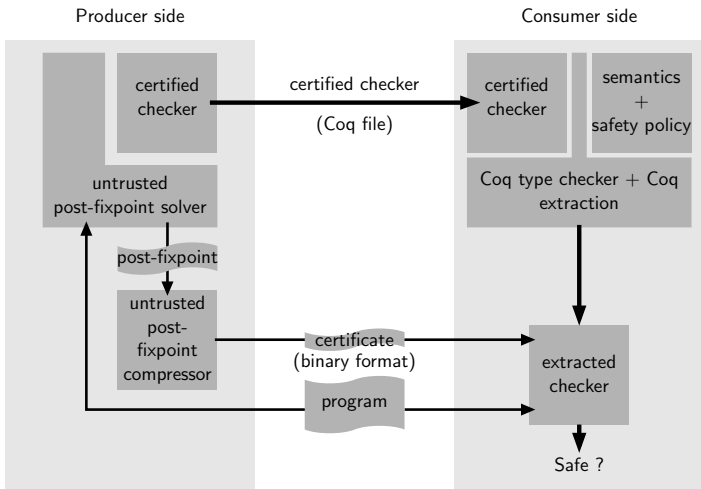 Producer side
Consumer side
certified
checker
certified checker
(Coq file)
certified
checker
semantics
+
safety policy
untrusted
post-fixpoint solver
Coq type checker + Coq
extraction
post-fixpoint
untrusted
post-
fixpoint
compressor
certificate
(binary format)
program
extracted
checker
Safe ?